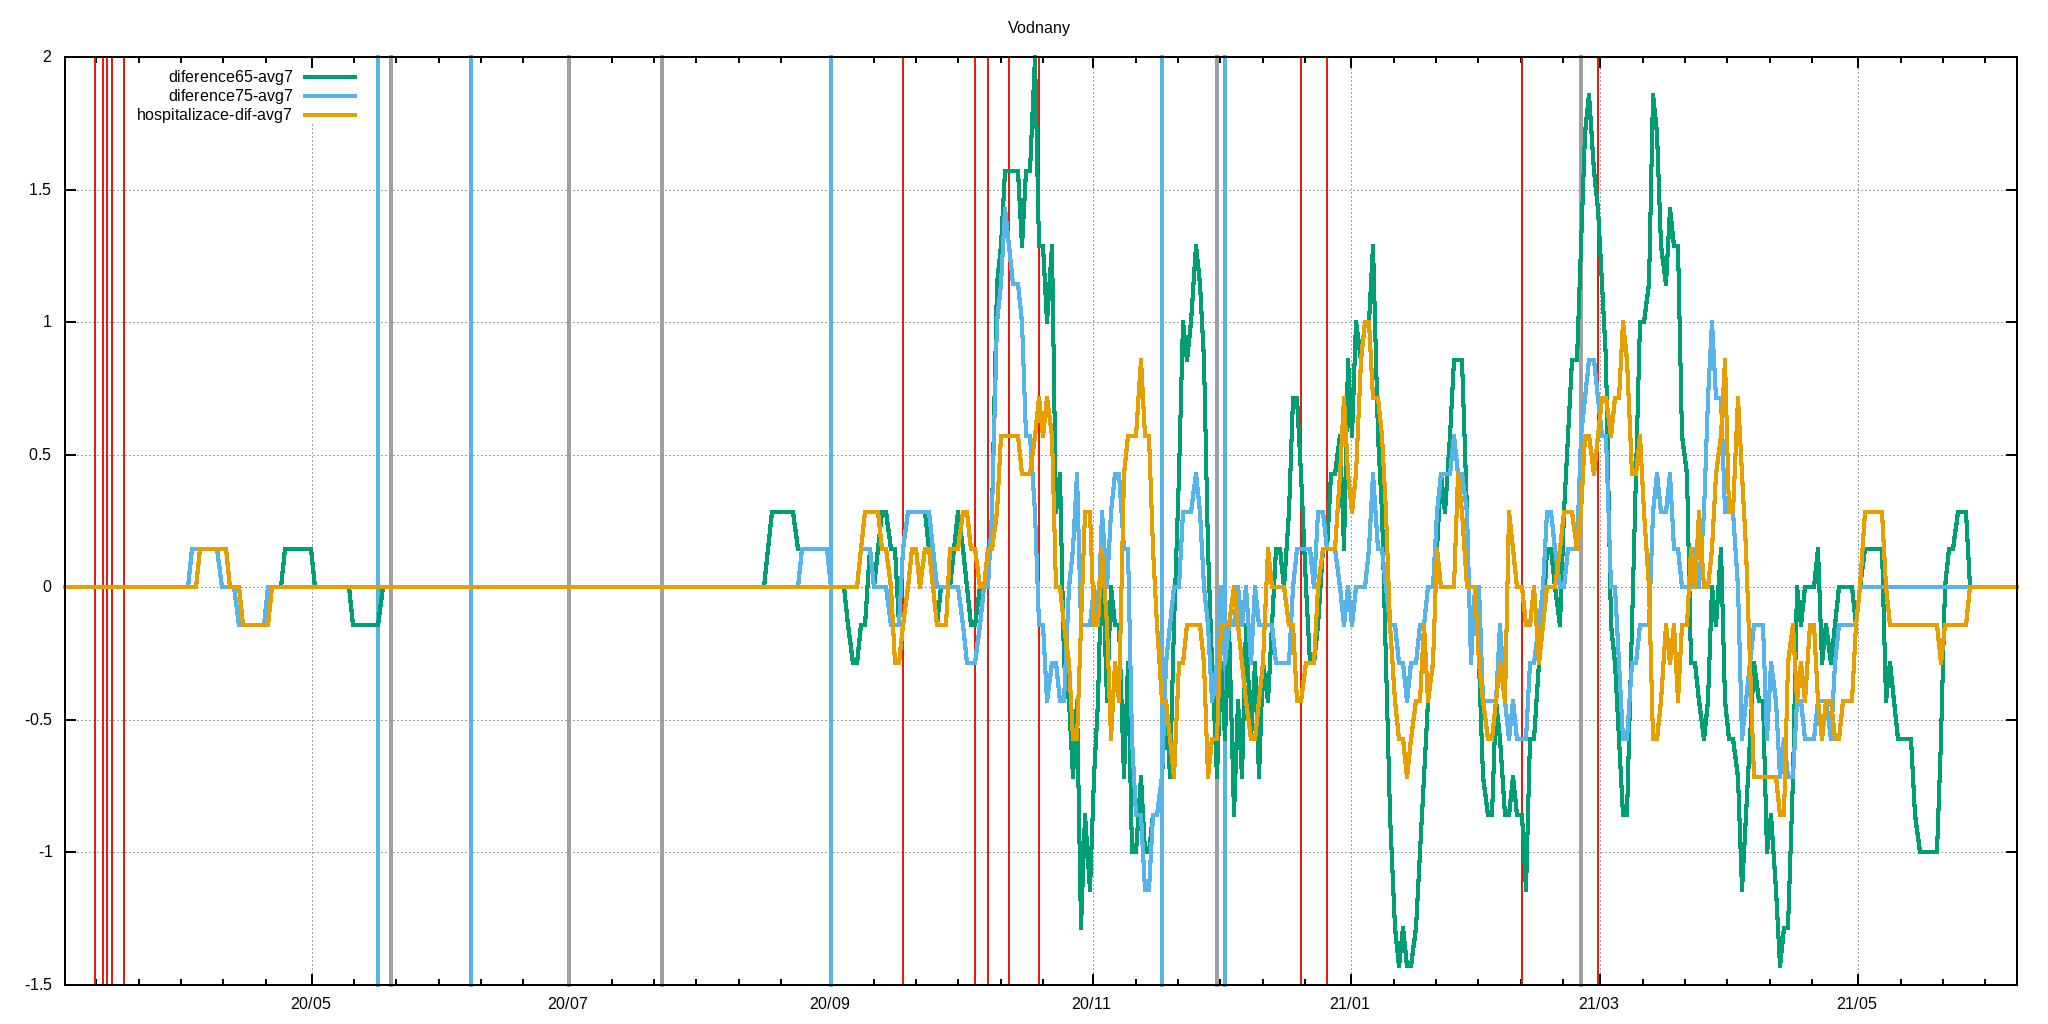 Vodnany
2
diference65-avg7
diference75-avg7
hospitalizace-dif-avg7
1.5
1
0.5
0
-0.5
-1
-1.5
20/05 20/07 20/09 20/11 21/01 21/03 21/05